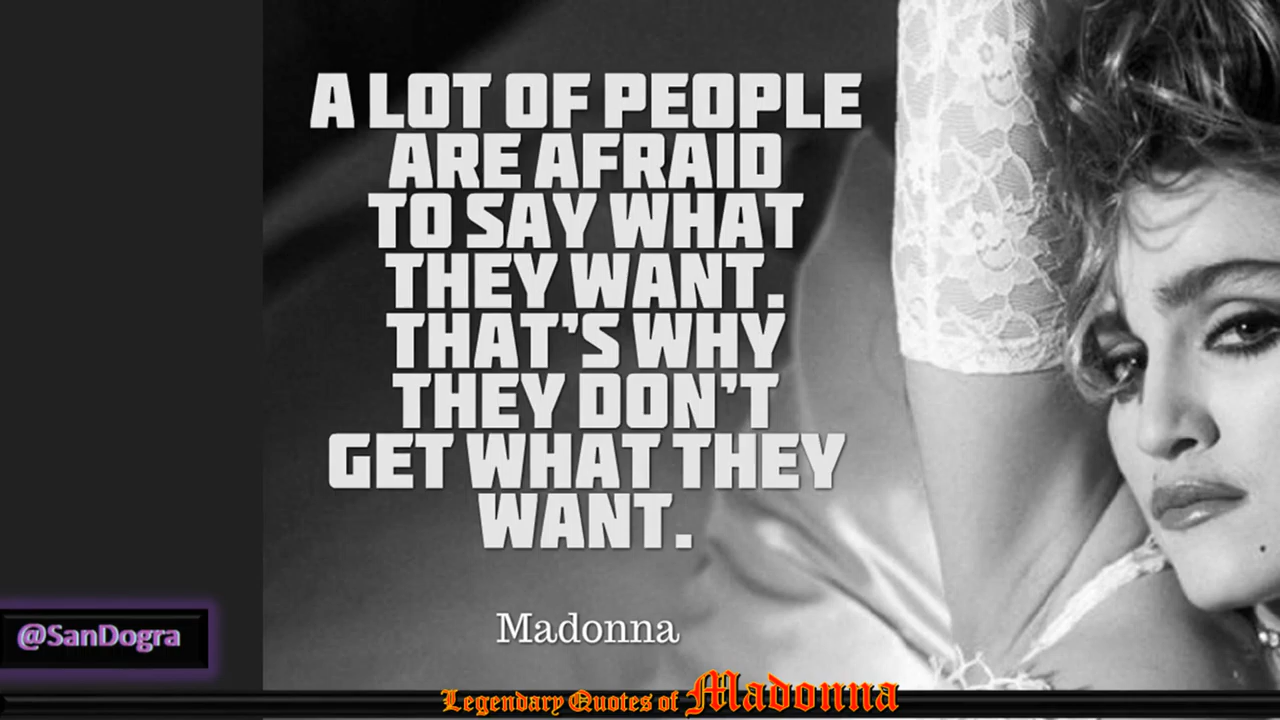 A LOT OF PEOPLE
ARE AFRAID
TO SAY WHAT
THEY WANT.
THAT'S WHY
THEY DON'T
GET WHAT THEY
WANT.
Madonna
@SanDogra
Legendary Quotes of Madonna